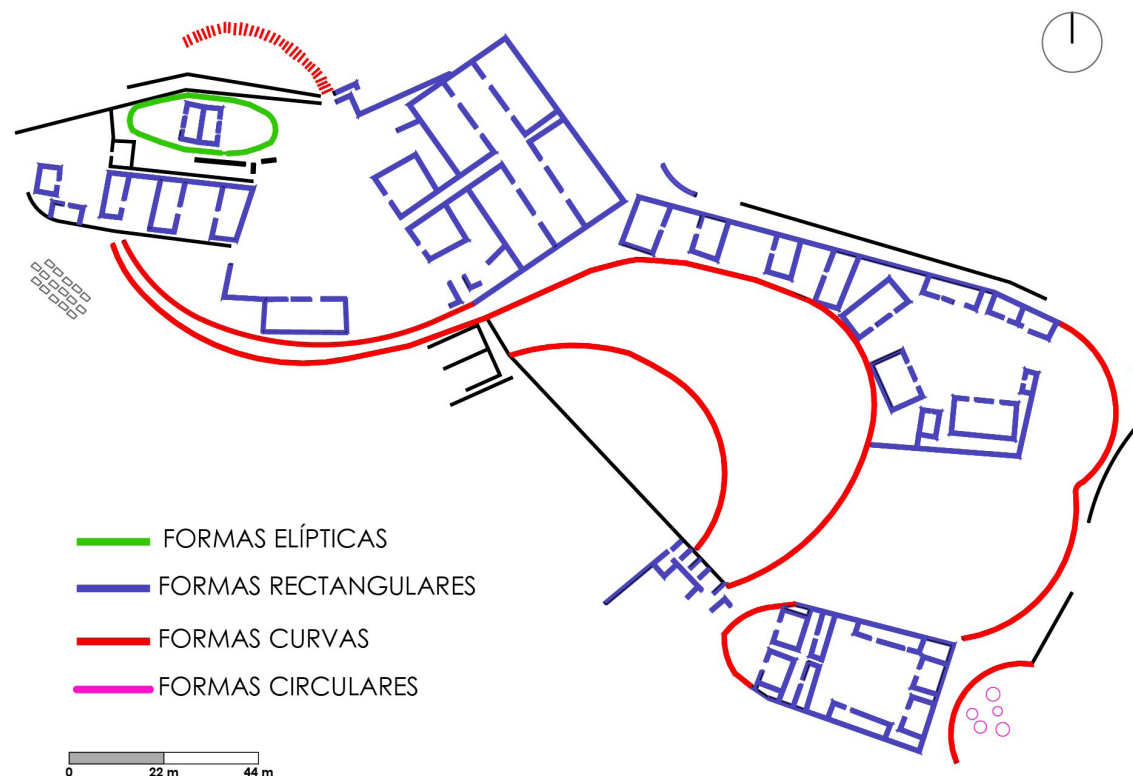 FORMAS ELÍPTICAS
FORMAS RECTANGULARES
FORMAS CURVAS
FORMAS CIRCULARES
0 22 m 44 m